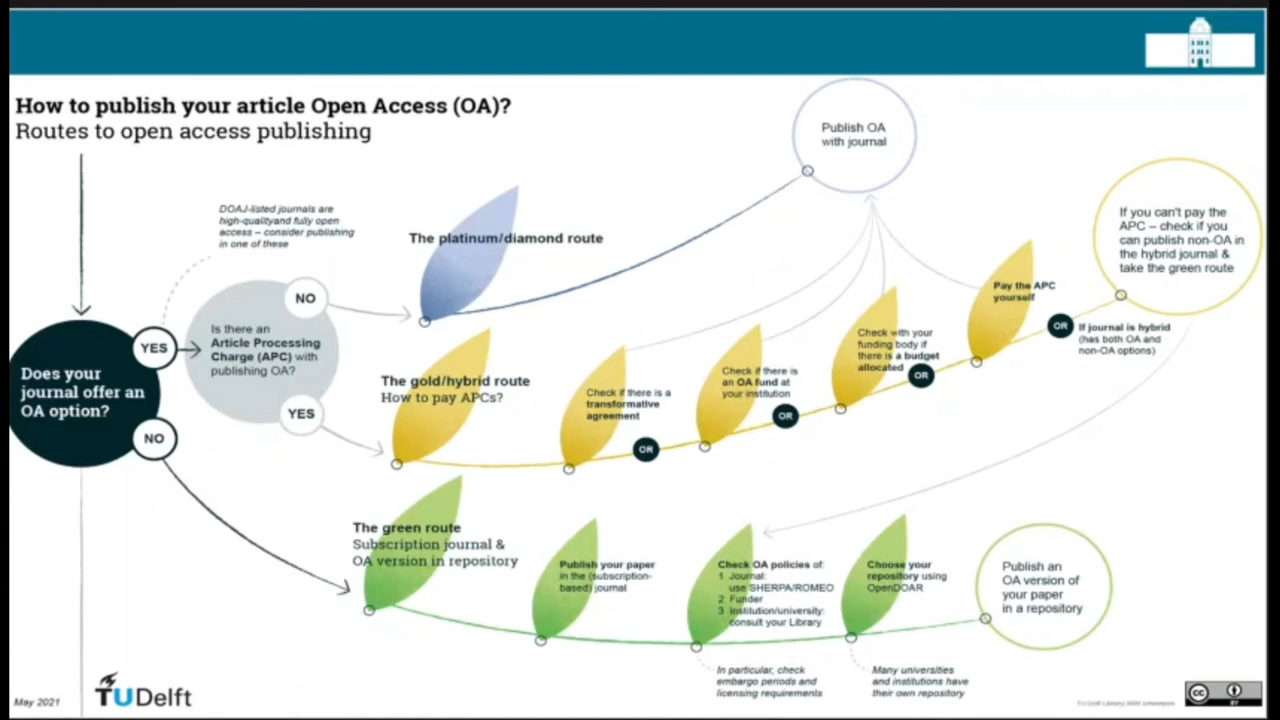 How to publish your article Open Access (OA)?
Routes to open access publishing
Publish OA
with journal
DOAJ-listed journals are
high-qualityand fully open
access – consider publishing
in one of these
The platinum/diamond route
If you can't pay the
APC – check if you
can publish non-OA in
the hybrid journal &
take the green route
NO
Is there an
Article Processing
Charge (APC) with
publishing OA?
YES
YES
Does your
journal offer an
OA option?
NO
The gold/hybrid route
How to pay APCs?
Check if there is a
transformative
agreement
OR
Check if there is
an OA fund at
your institution
OR
Check with your
funding body if
there is a budget
allocated
OR
Pay the APC
yourself
OR
If journal is hybrid
(has both OA and
non-OA options)
The green route
Subscription journal &
OA version in repository
Publish your paper
in the (subscription-
based) journal
Check OA policies of:
1 Journal:
use SHERPA/ROMEO
2 Funder
3 Institution/university:
consult your Library
Choose your
repository using
OpenDOAR
Publish an
OA version of
your paper
in a repository
In particular, check
embargo periods and
licensing requirements
Many universities
and institutions have
their own repository
May 2021
TUDelft
TU Delft Library
cc
BY